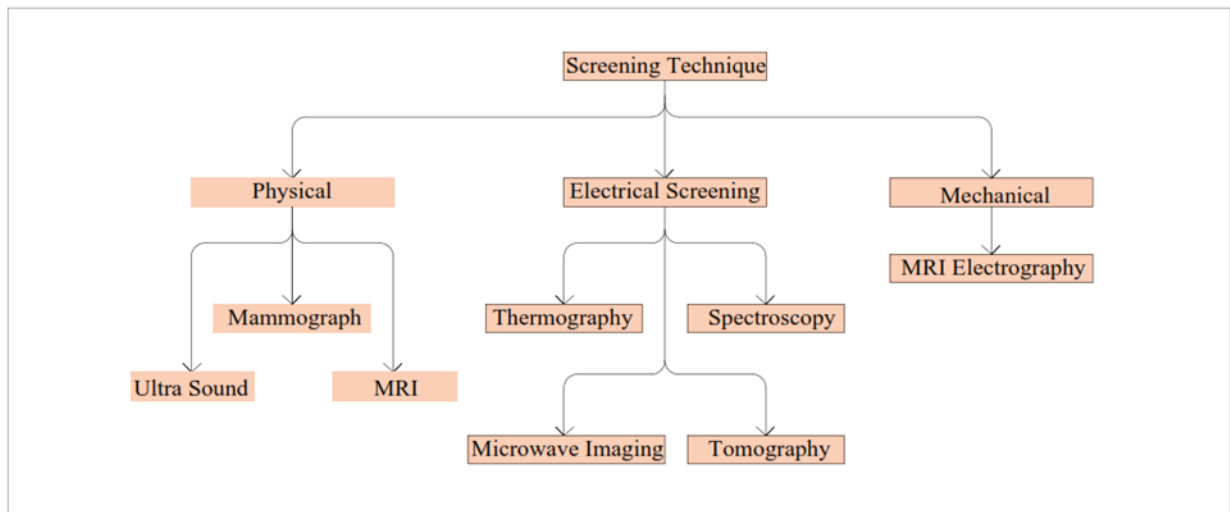 Screening Technique
Physical
Electrical Screening
Mechanical
MRI Electrography
Mammograph
Thermography
Spectroscopy
Ultra Sound
MRI
Microwave Imaging
Tomography